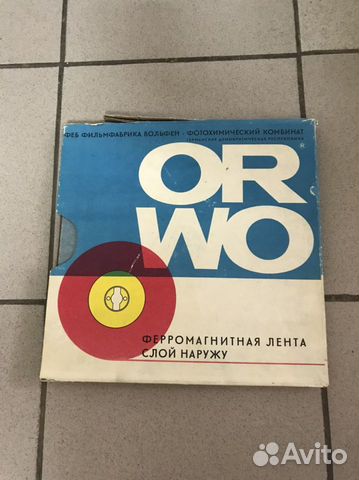 ФЕБ ФИЛЬМФАБРИКА ВОЛЬФЕН · ФОТОХИМИЧЕСКИЙ КОМБИНАТ
ГЕРМАНСКАЯ ДЕМОКРАТИЧЕСКАЯ РЕСПУБЛИКА
OR
WO
®
ФЕРРОМАГНИТНАЯ ЛЕНТА
СЛОЙ НАРУЖУ
Avito